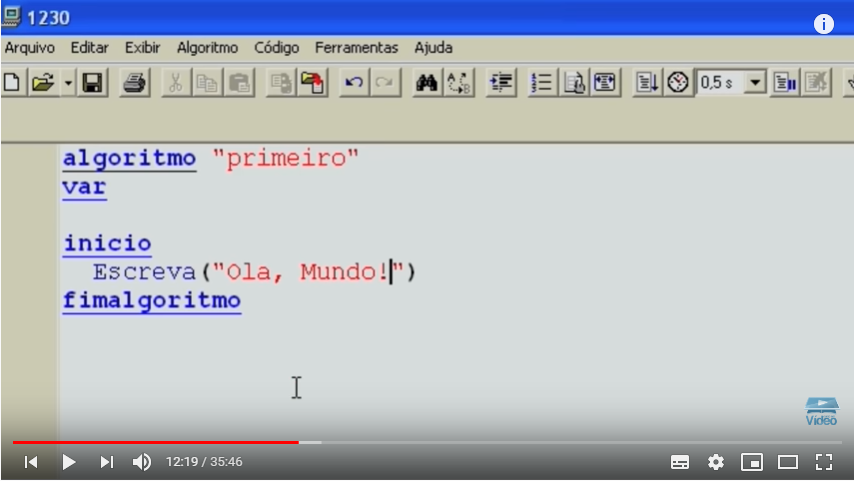 1230
Arquivo Editar Exibir Algoritmo Código Ferramentas Ajuda
0,5 s
algoritmo "primeiro"
var
inicio
Escreva("Ola, Mundo!")
fimalgoritmo
Vídeo
12:19 / 35:46